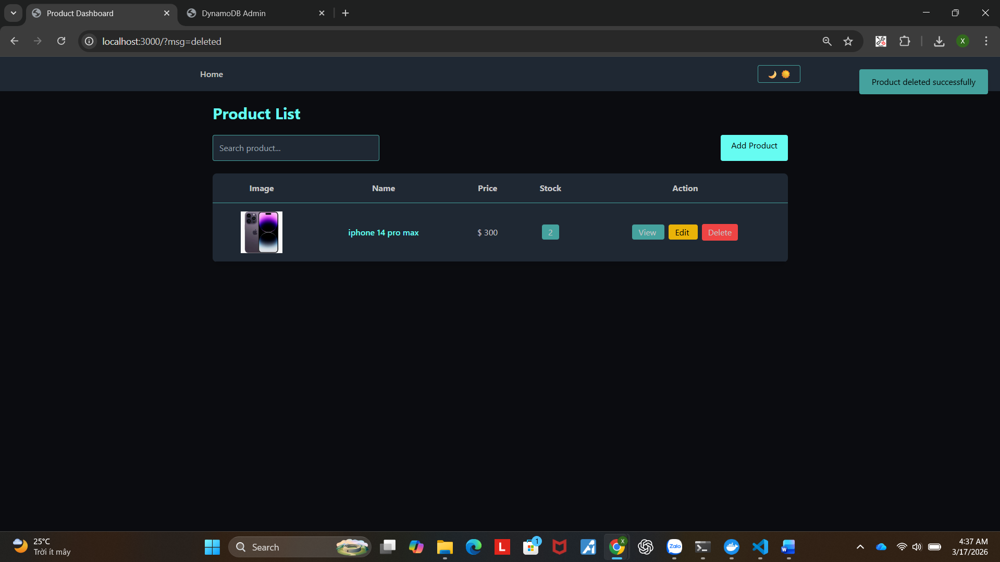 Product Dashboard
DynamoDB Admin
localhost:3000/?msg=deleted
X
Home
Product deleted successfully
Product List
Search product...
Add Product
Image Name Price Stock Action
iphone 14 pro max $ 300 2 View Edit Delete
25°C
Trời ít mây
Search
L
1
X
Zalo
W
4:37 AM
3/17/2026